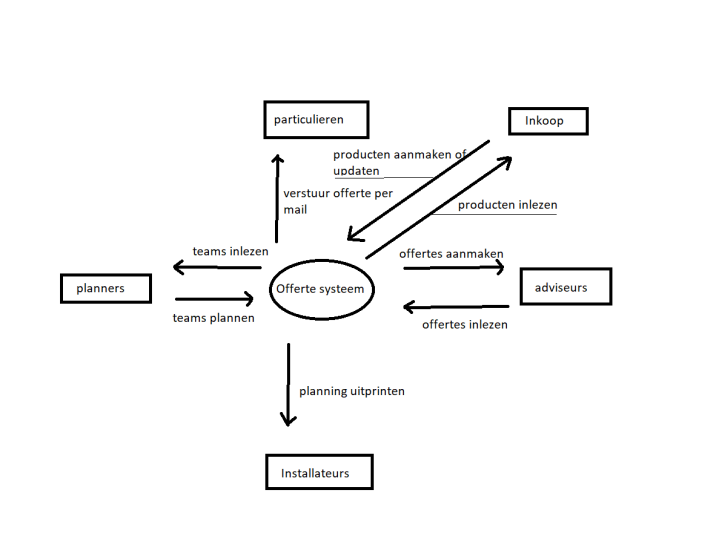 particulieren
Inkoop
producten aanmaken of
updaten
verstuur offerte per
mail
producten inlezen
teams inlezen
offertes aanmaken
planners
Offerte systeem
adviseurs
teams plannen
offertes inlezen
planning uitprinten
Installateurs